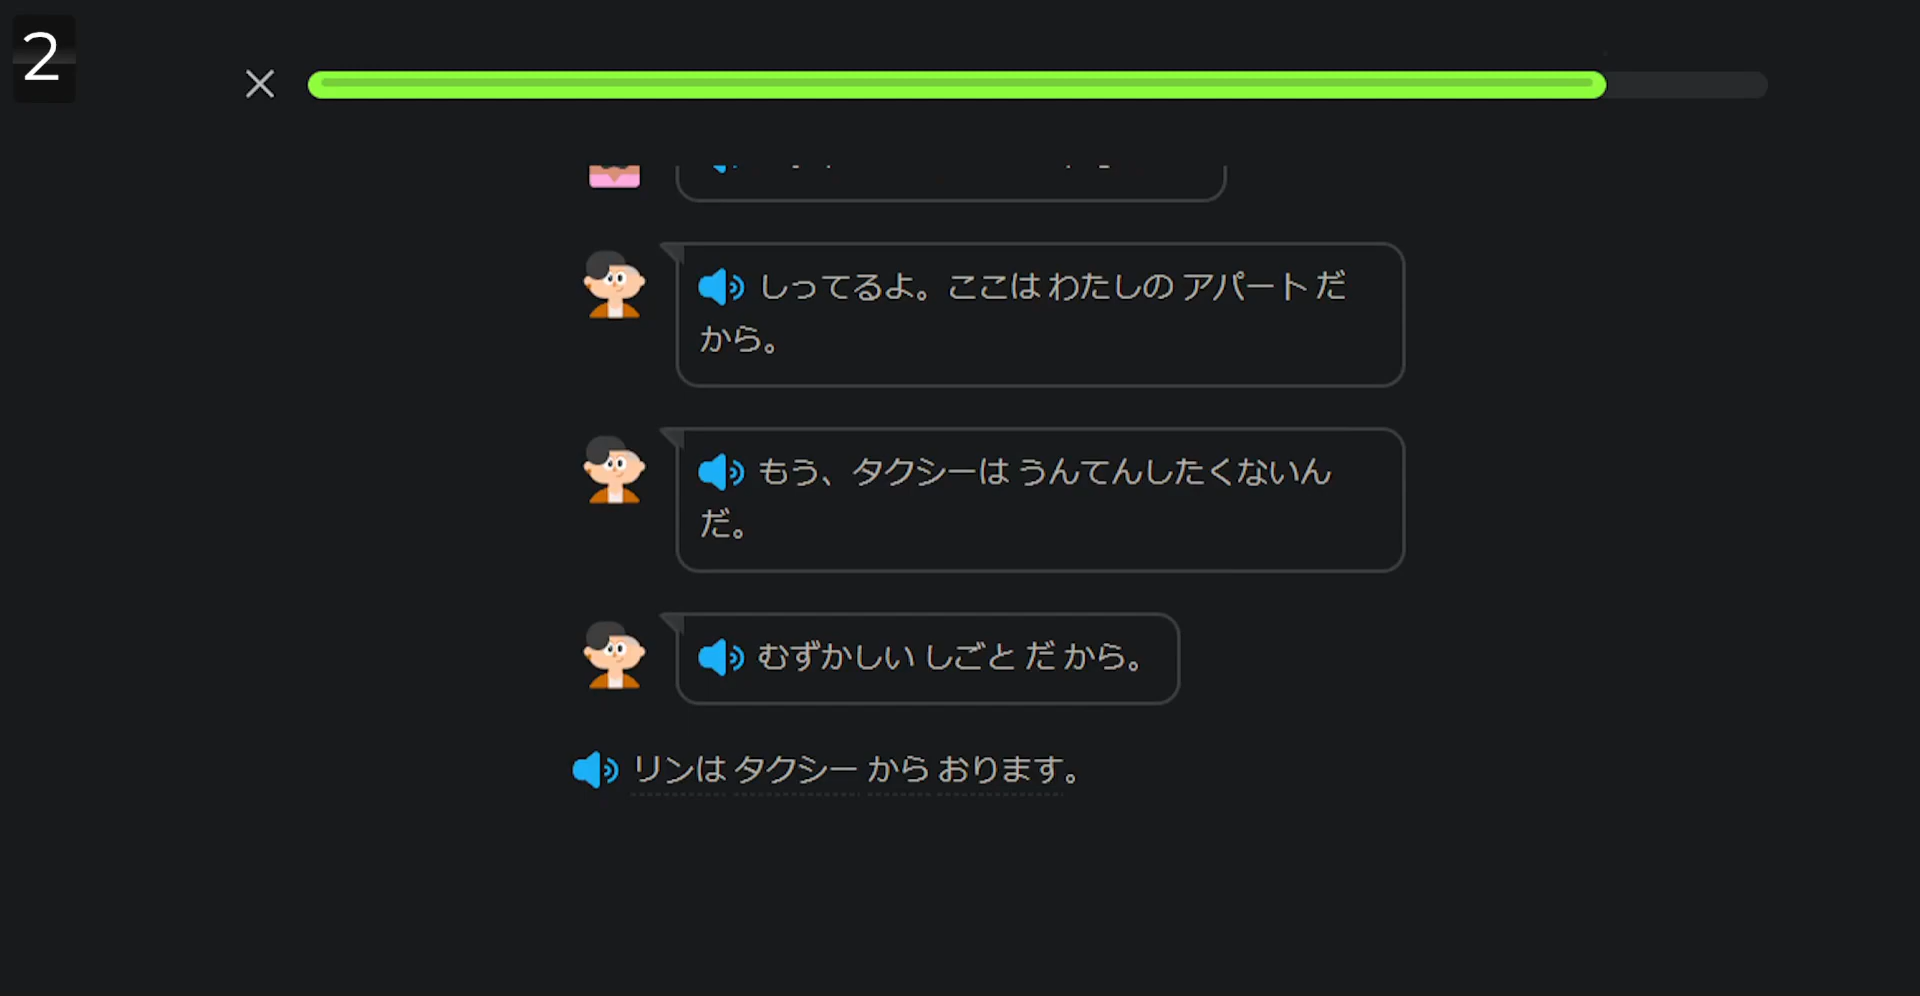 2
しってるよ。ここは わたしの アパート だ
から。
もう、タクシーは うんてんしたくないん
だ。
むずかしい しごと だ から。
リンは タクシー から おります。